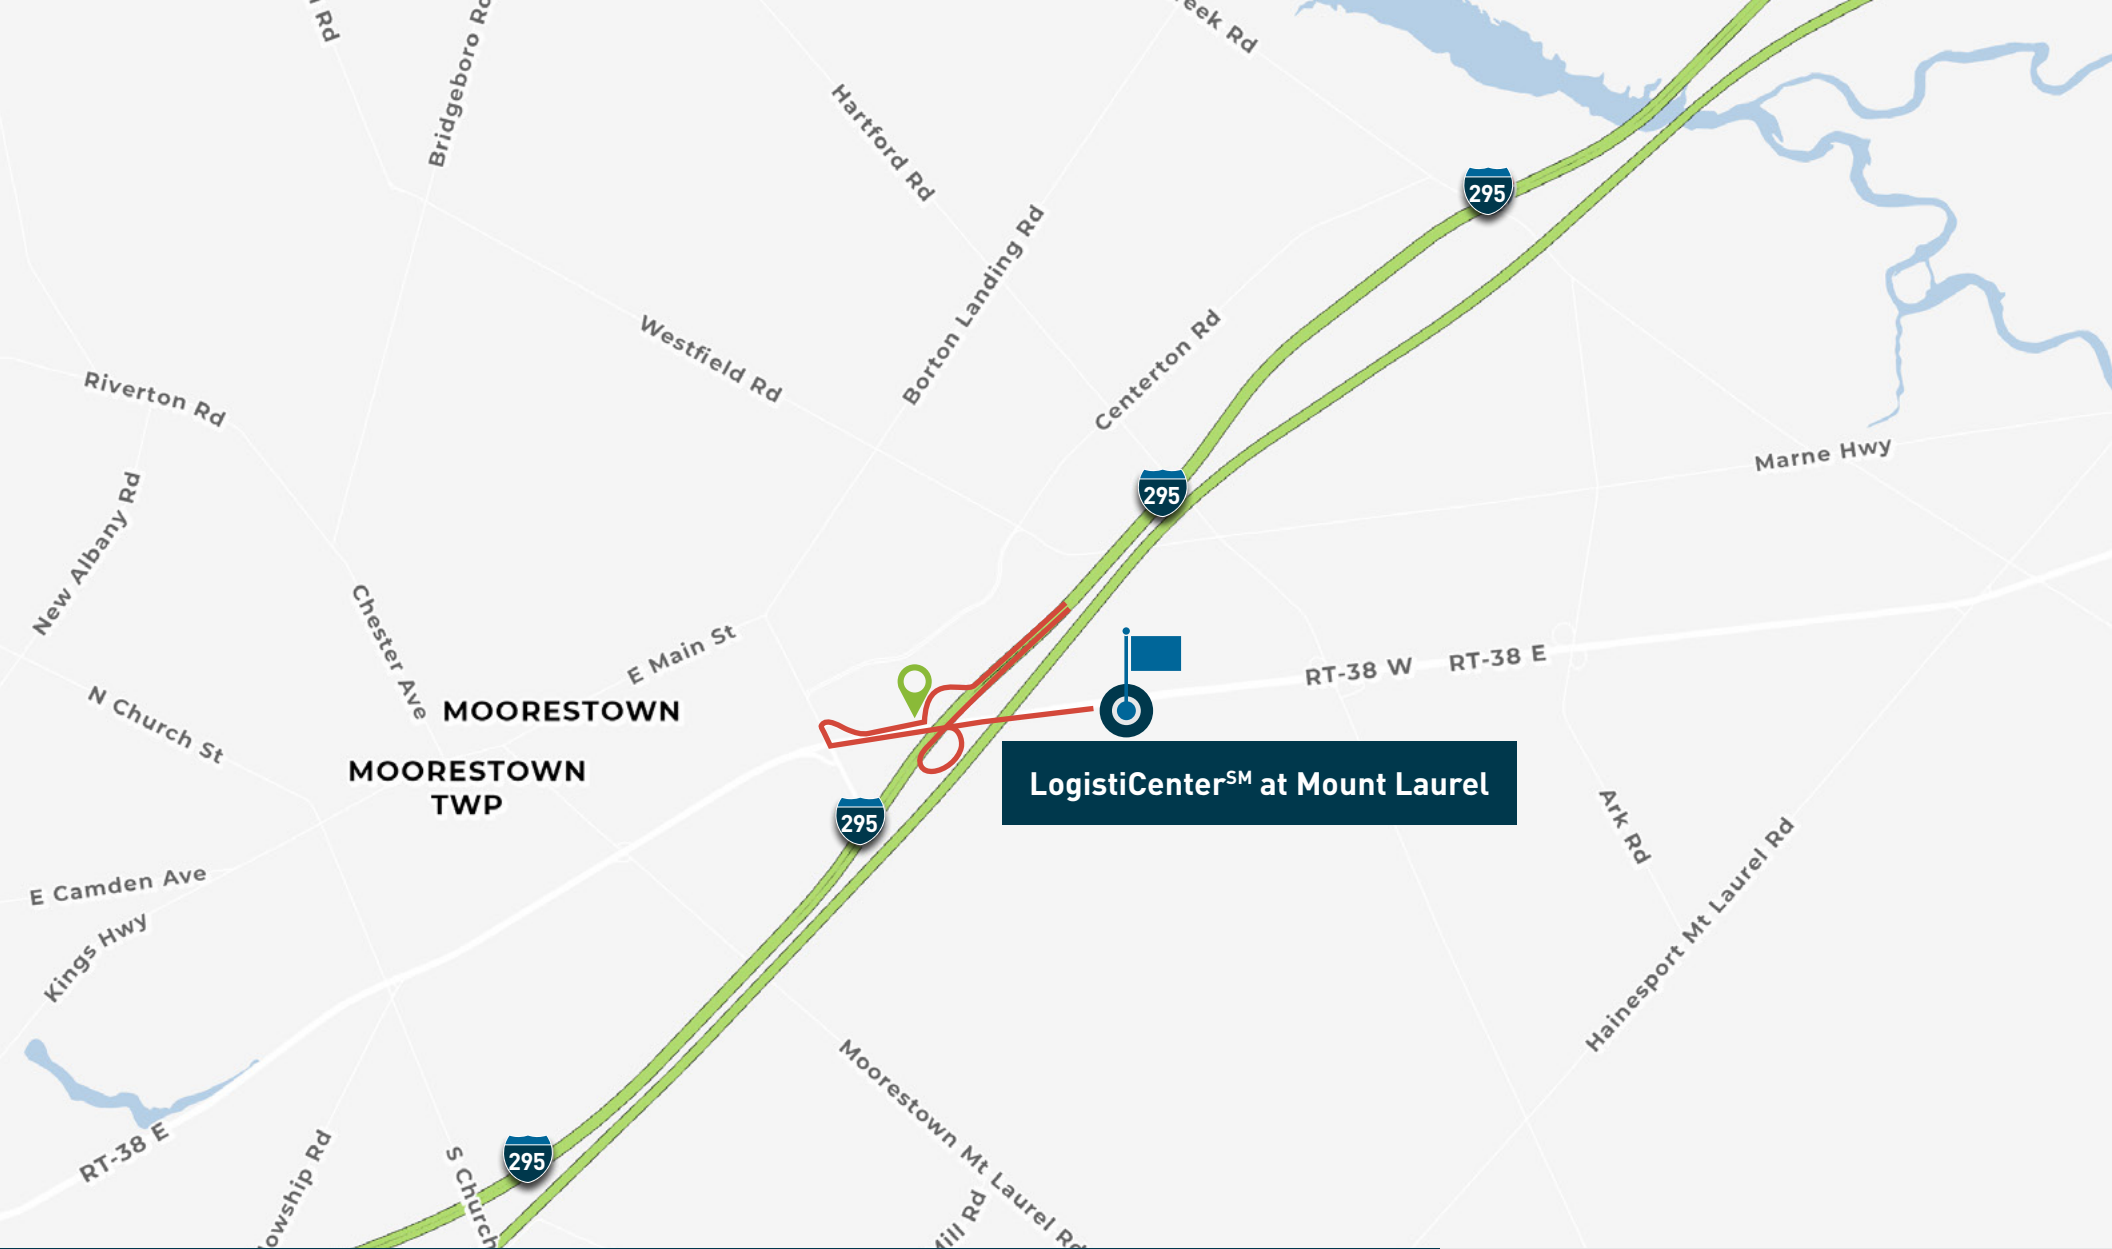 Bridgeboro Rd
Hartford Rd
295
Borton Landing Rd
Westfield Rd
Centerton Rd
Riverton Rd
Marne Hwy
New Albany Rd
295
Chester Ave
E Main St
RT-38 W
RT-38 E
N Church St
MOORESTOWN
MOORESTOWN
TWP
LogistiCenterSM at Mount Laurel
295
Ark Rd
Hainesport Mt Laurel Rd
E Camden Ave
Kings Hwy
Moorestown Mt Laurel Rd
RT-38 E
295
S Church
Rd
Rd
Rd
Rd